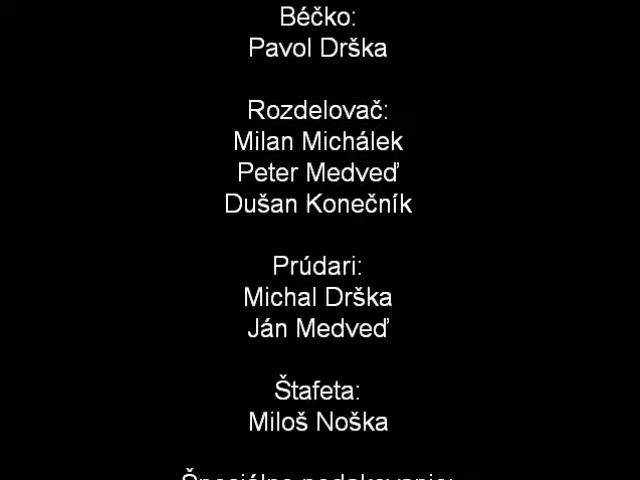 Béčko:
Pavol Drška
Rozdelovač:
Milan Michálek
Peter Medveď
Dušan Konečník
Prúdari:
Michal Drška
Ján Medveď
Štafeta:
Miloš Noška